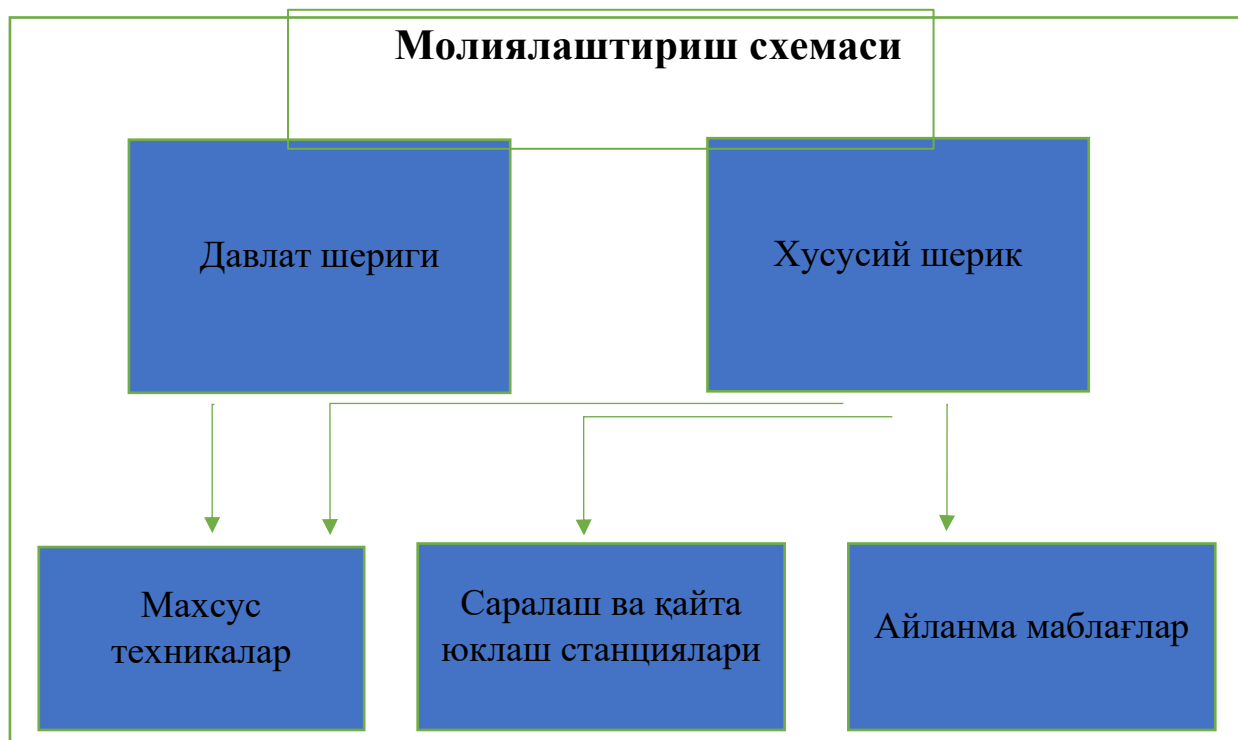 Молиялаштириш схемаси
Давлат шериги
Хусусий шерик
Махсус
техникалар
Саралаш ва қайта
юклаш станциялари
Айланма маблағлар